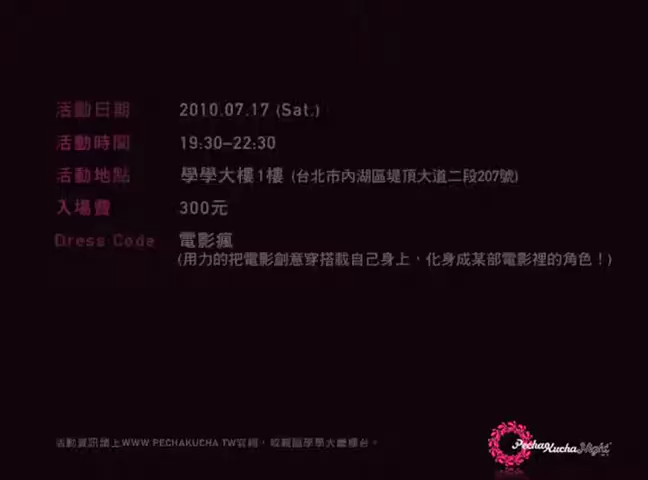 活動日期 2010.07.17 (Sat.)
活動時間 19:30-22:30
活動地點 學學大樓1樓 (台北市內湖區堤頂大道二段207號)
入場費 300元
Dress Code 電影瘋
(用力的把電影創意穿搭載自己身上，化身成某部電影裡的角色！)
活動資訊請上WWW.PECHAKUCHA.TW官網，或親臨學學大廳櫃台。
Pecha Kucha Night